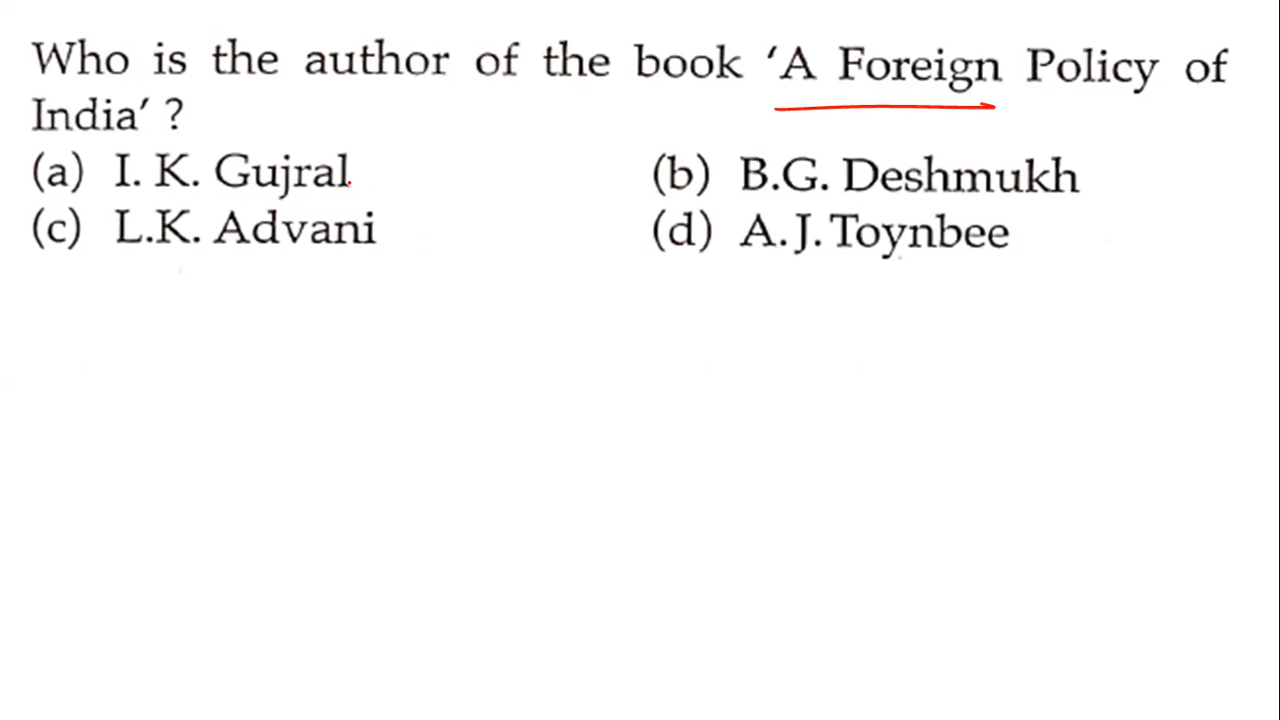 Who is the author of the book 'A Foreign Policy of
India' ?
(a) I. K. Gujral (b) B.G. Deshmukh
(c) L.K. Advani (d) A.J. Toynbee